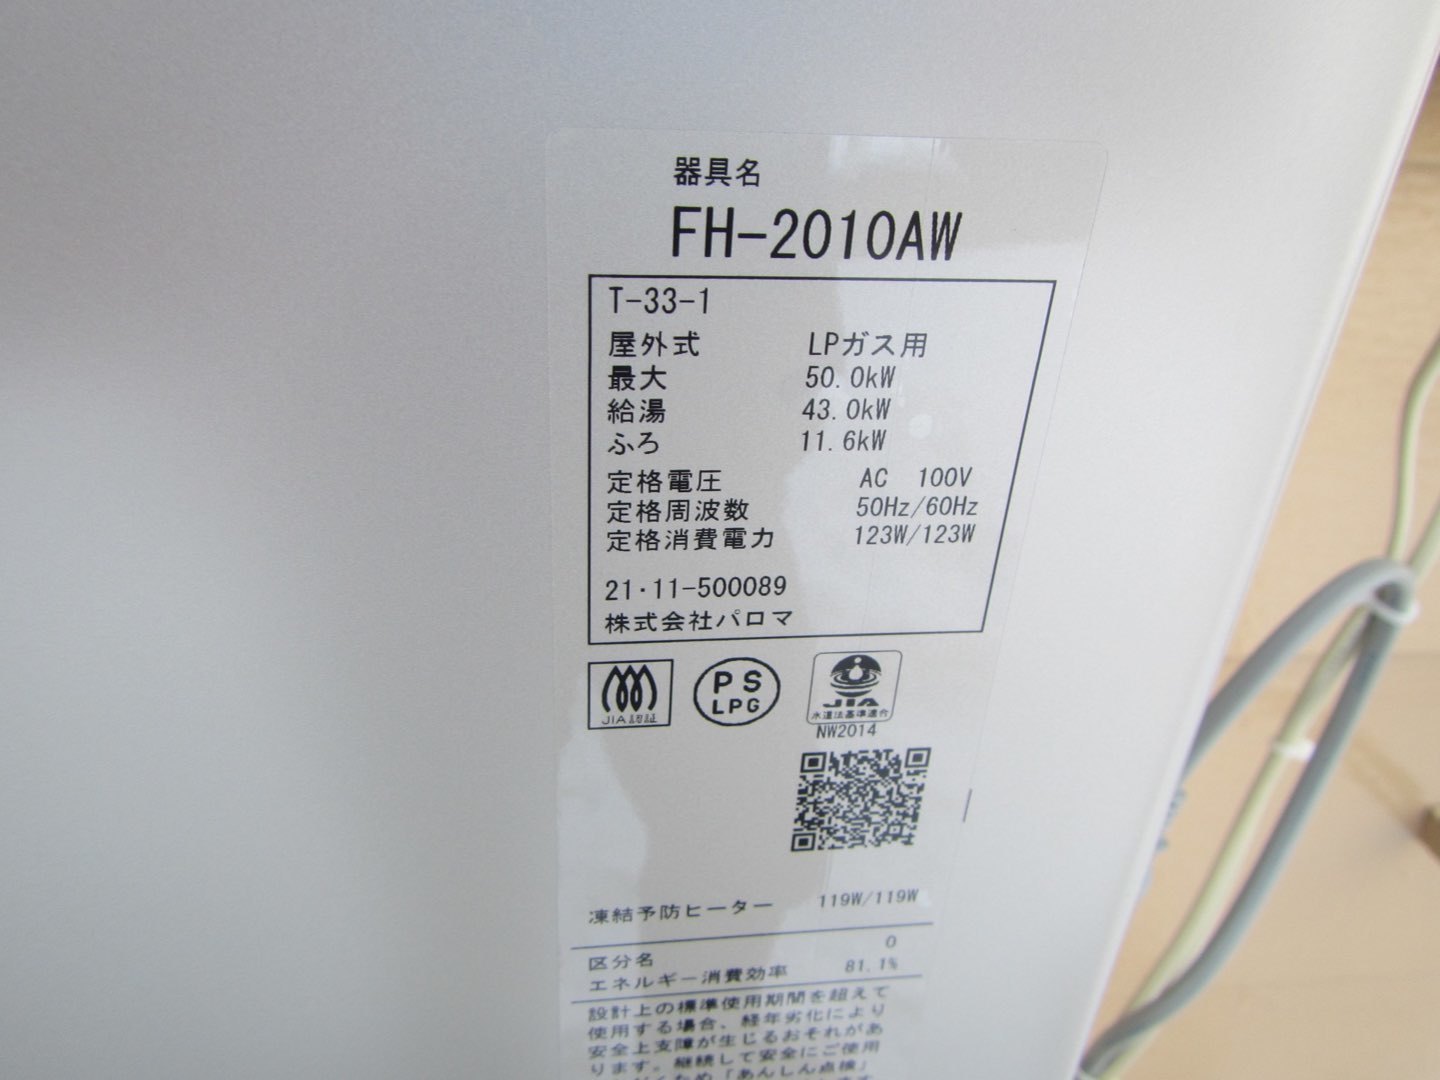 器具名
FH-2010AW
T-33-1
屋外式 LPガス用
最大 50.0kW
給湯 43.0kW
ふろ 11.6kW
定格電圧 AC 100V
定格周波数 50Hz/60Hz
定格消費電力 123W/123W
21・11-500089
株式会社パロマ
JIA認証
PS
LPG
JIA
水道法基準適合
NW2014
凍結予防ヒーター 119W/119W
区分名 0
エネルギー消費効率 81.1%
設計上の標準使用期間を超えて
使用する場合、経年劣化により
安全上支障が生じるおそれがあ
ります。継続して安全にご使用
「あんしん点検」